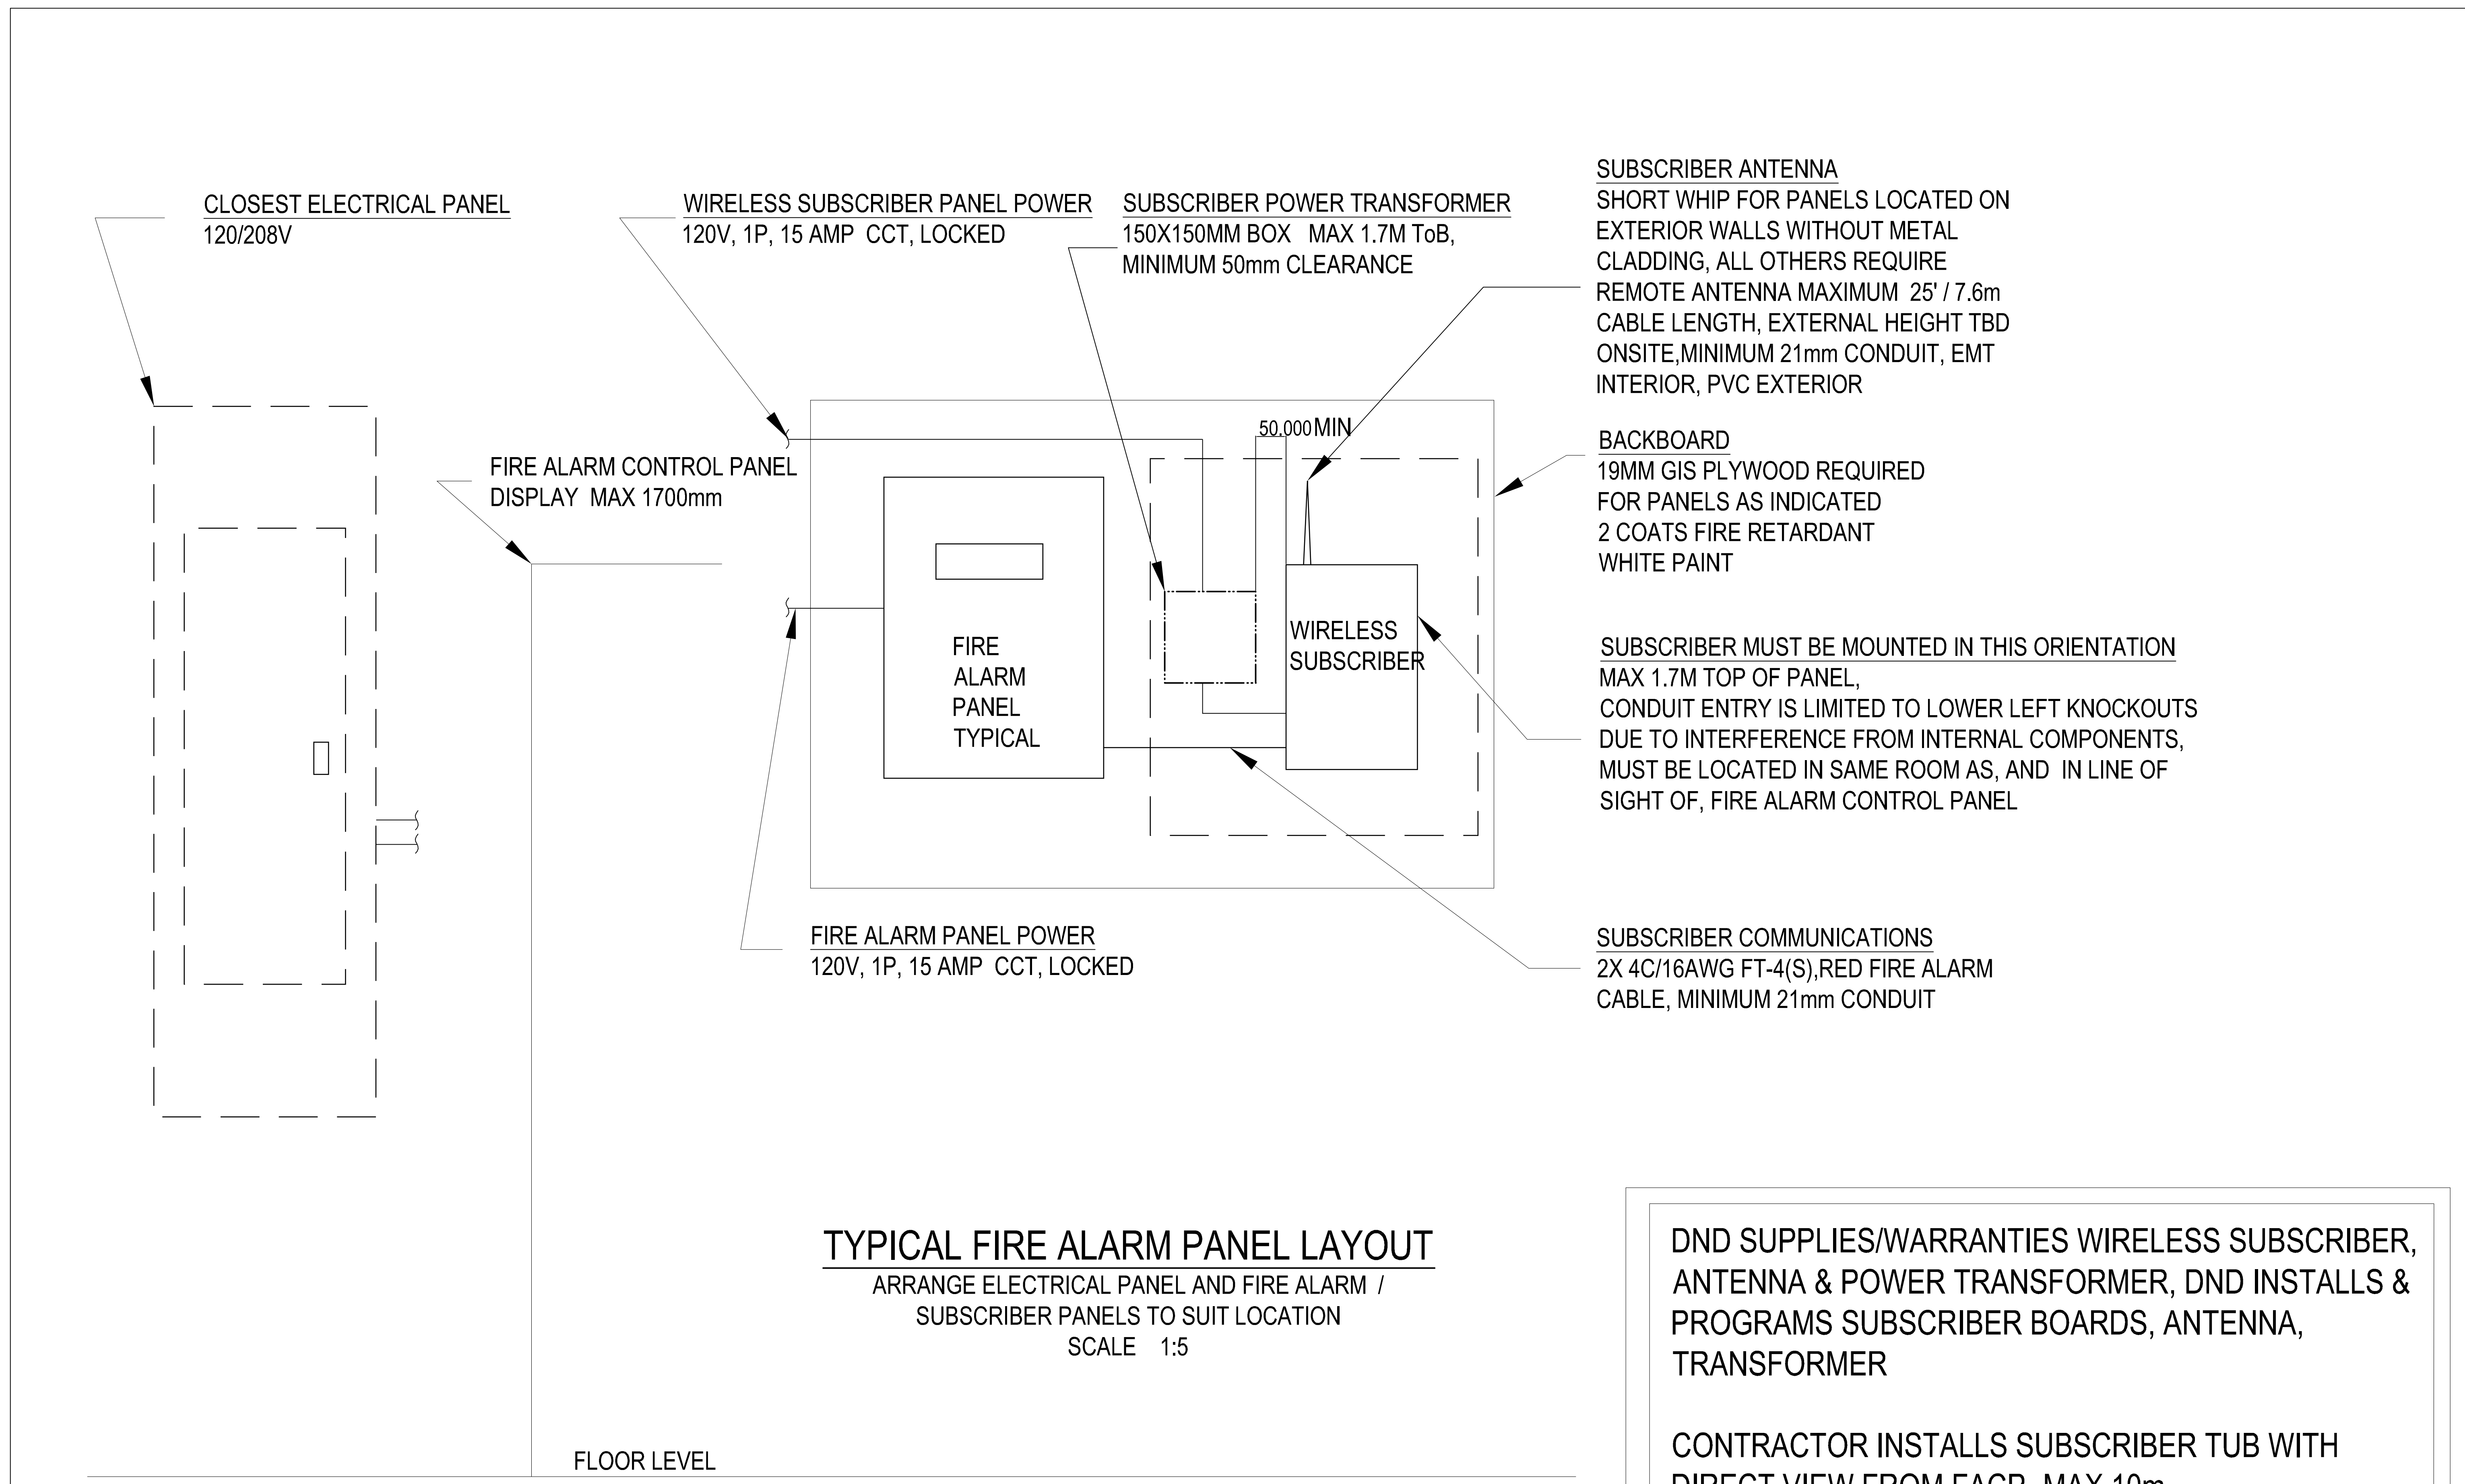 CLOSEST ELECTRICAL PANEL
120/208V
WIRELESS SUBSCRIBER PANEL POWER
120V, 1P, 15 AMP CCT, LOCKED
SUBSCRIBER POWER TRANSFORMER
150X150MM BOX MAX 1.7M ToB,
MINIMUM 50mm CLEARANCE
SUBSCRIBER ANTENNA
SHORT WHIP FOR PANELS LOCATED ON
EXTERIOR WALLS WITHOUT METAL
CLADDING, ALL OTHERS REQUIRE
REMOTE ANTENNA MAXIMUM 25' / 7.6m
CABLE LENGTH, EXTERNAL HEIGHT TBD
ONSITE,MINIMUM 21mm CONDUIT, EMT
INTERIOR, PVC EXTERIOR
50.000 MIN
BACKBOARD
19MM GIS PLYWOOD REQUIRED
FOR PANELS AS INDICATED
2 COATS FIRE RETARDANT
WHITE PAINT
FIRE ALARM CONTROL PANEL
DISPLAY MAX 1700mm
FIRE
ALARM
PANEL
TYPICAL
WIRELESS
SUBSCRIBER
SUBSCRIBER MUST BE MOUNTED IN THIS ORIENTATION
MAX 1.7M TOP OF PANEL,
CONDUIT ENTRY IS LIMITED TO LOWER LEFT KNOCKOUTS
DUE TO INTERFERENCE FROM INTERNAL COMPONENTS,
MUST BE LOCATED IN SAME ROOM AS, AND IN LINE OF
SIGHT OF, FIRE ALARM CONTROL PANEL
FIRE ALARM PANEL POWER
120V, 1P, 15 AMP CCT, LOCKED
SUBSCRIBER COMMUNICATIONS
2X 4C/16AWG FT-4(S),RED FIRE ALARM
CABLE, MINIMUM 21mm CONDUIT
TYPICAL FIRE ALARM PANEL LAYOUT
ARRANGE ELECTRICAL PANEL AND FIRE ALARM /
SUBSCRIBER PANELS TO SUIT LOCATION
SCALE 1:5
FLOOR LEVEL
DND SUPPLIES/WARRANTIES WIRELESS SUBSCRIBER,
ANTENNA & POWER TRANSFORMER, DND INSTALLS &
PROGRAMS SUBSCRIBER BOARDS, ANTENNA,
TRANSFORMER
CONTRACTOR INSTALLS SUBSCRIBER TUB WITH
DIRECT VIEW FROM FACP, MAX 10m